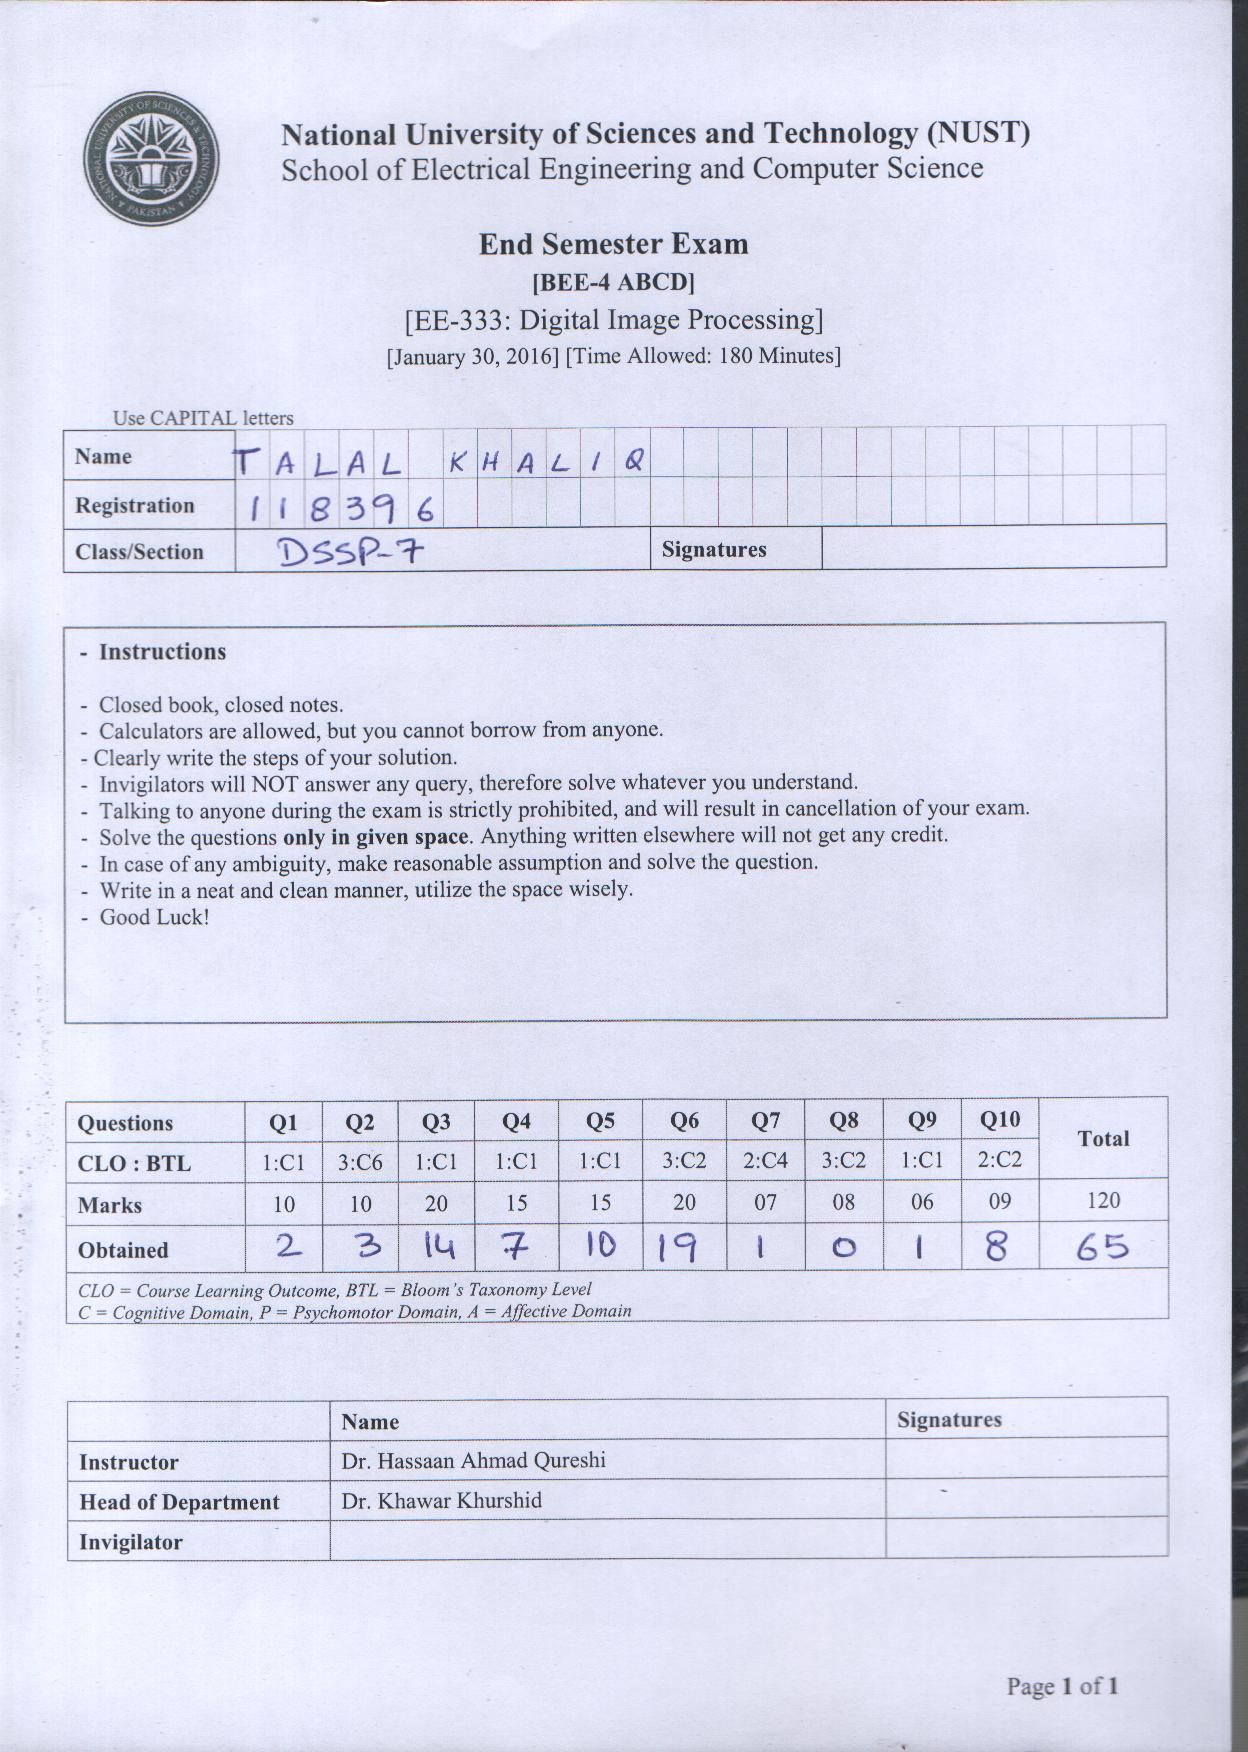 NATIONAL UNIVERSITY OF SCIENCES & TECHNOLOGY
PAKISTAN
National University of Sciences and Technology (NUST)
School of Electrical Engineering and Computer Science
End Semester Exam
[BEE-4 ABCD]
[EE-333: Digital Image Processing]
[January 30, 2016] [Time Allowed: 180 Minutes]
Use CAPITAL letters
Name TALAL KHALIQ
Registration 118396
Class/Section DSSP-7 Signatures
- Instructions
- Closed book, closed notes.
- Calculators are allowed, but you cannot borrow from anyone.
- Clearly write the steps of your solution.
- Invigilators will NOT answer any query, therefore solve whatever you understand.
- Talking to anyone during the exam is strictly prohibited, and will result in cancellation of your exam.
- Solve the questions only in given space. Anything written elsewhere will not get any credit.
- In case of any ambiguity, make reasonable assumption and solve the question.
- Write in a neat and clean manner, utilize the space wisely.
- Good Luck!
Questions Q1 Q2 Q3 Q4 Q5 Q6 Q7 Q8 Q9 Q10 Total
CLO : BTL 1:C1 3:C6 1:C1 1:C1 1:C1 3:C2 2:C4 3:C2 1:C1 2:C2
Marks 10 10 20 15 15 20 07 08 06 09 120
Obtained 2 3 14 7 10 19 1 0 1 8 65
CLO = Course Learning Outcome, BTL = Bloom's Taxonomy Level
C = Cognitive Domain, P = Psychomotor Domain, A = Affective Domain
Name Signatures
Instructor Dr. Hassaan Ahmad Qureshi
Head of Department Dr. Khawar Khurshid
Invigilator
Page 1 of 1